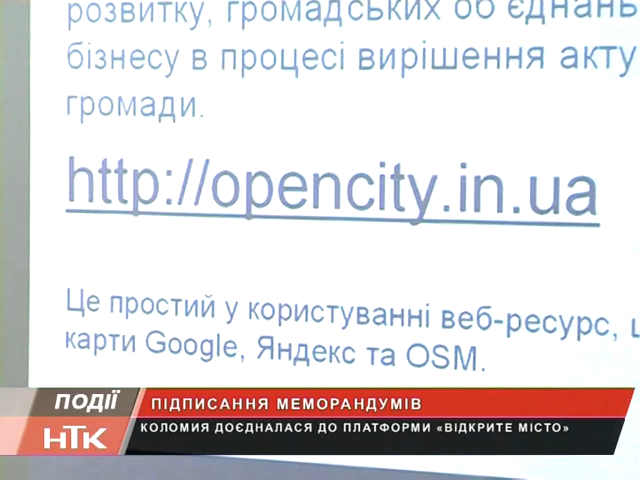 розвитку, громадських об'єднань
бізнесу в процесі вирішення акту
громади.
http://opencity.in.ua
Це простий у користуванні веб-ресурс, щ
карти Google, Яндекс та OSM.
ПОДІЇ
НТК
ПІДПИСАННЯ МЕМОРАНДУМІВ
КОЛОМИЯ ДОЄДНАЛАСЯ ДО ПЛАТФОРМИ «ВІДКРИТЕ МІСТО»